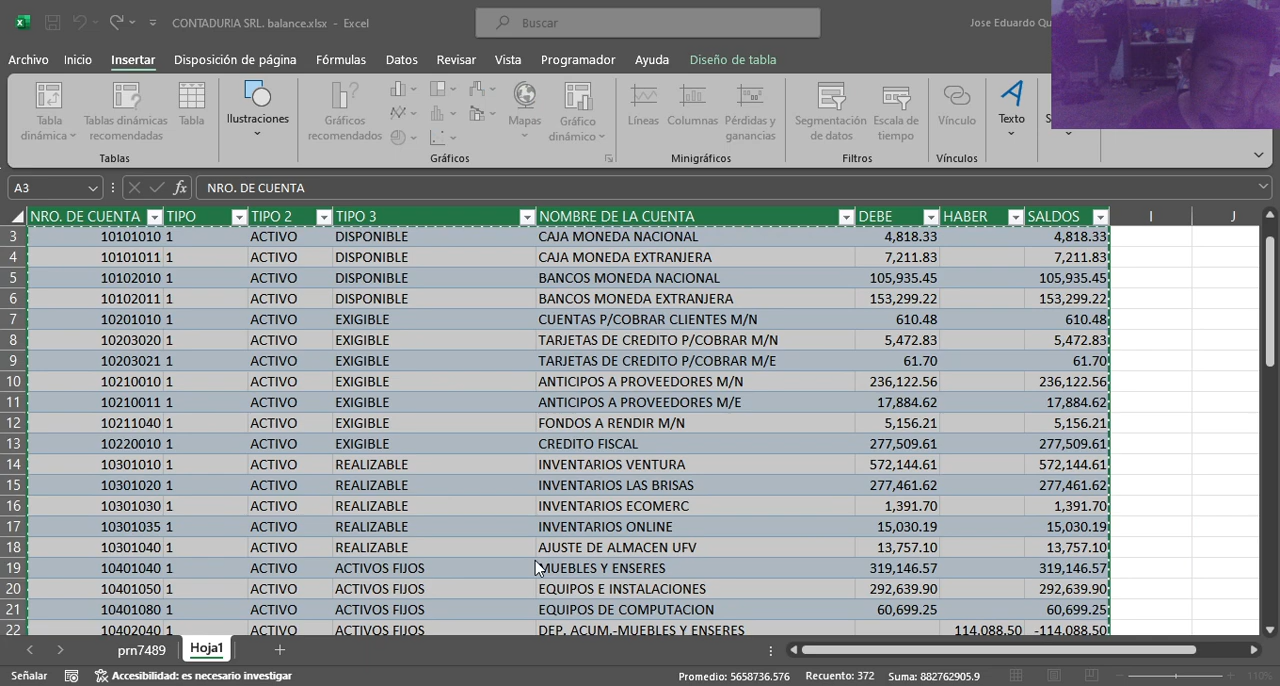 CONTADURIA SRL. balance.xlsx - Excel
Buscar
Jose Eduardo Qu
Archivo Inicio Insertar Disposición de página Fórmulas Datos Revisar Vista Programador Ayuda Diseño de tabla
Tabla dinámica
Tablas dinámicas recomendadas
Tabla
Ilustraciones
Gráficos recomendados
Mapas
Gráfico dinámico
Líneas
Columnas
Pérdidas y ganancias
Segmentación de datos
Escala de tiempo
Vínculo
Texto
Tablas Gráficos Minigráficos Filtros Vínculos
A3 fx NRO. DE CUENTA
NRO. DE CUENTA TIPO TIPO 2 TIPO 3 NOMBRE DE LA CUENTA DEBE HABER SALDOS I J
3 10101010 1 ACTIVO DISPONIBLE CAJA MONEDA NACIONAL 4,818.33 4,818.33
4 10101011 1 ACTIVO DISPONIBLE CAJA MONEDA EXTRANJERA 7,211.83 7,211.83
5 10102010 1 ACTIVO DISPONIBLE BANCOS MONEDA NACIONAL 105,935.45 105,935.45
6 10102011 1 ACTIVO DISPONIBLE BANCOS MONEDA EXTRANJERA 153,299.22 153,299.22
7 10201010 1 ACTIVO EXIGIBLE CUENTAS P/COBRAR CLIENTES M/N 610.48 610.48
8 10203020 1 ACTIVO EXIGIBLE TARJETAS DE CREDITO P/COBRAR M/N 5,472.83 5,472.83
9 10203021 1 ACTIVO EXIGIBLE TARJETAS DE CREDITO P/COBRAR M/E 61.70 61.70
10 10210010 1 ACTIVO EXIGIBLE ANTICIPOS A PROVEEDORES M/N 236,122.56 236,122.56
11 10210011 1 ACTIVO EXIGIBLE ANTICIPOS A PROVEEDORES M/E 17,884.62 17,884.62
12 10211040 1 ACTIVO EXIGIBLE FONDOS A RENDIR M/N 5,156.21 5,156.21
13 10220010 1 ACTIVO EXIGIBLE CREDITO FISCAL 277,509.61 277,509.61
14 10301010 1 ACTIVO REALIZABLE INVENTARIOS VENTURA 572,144.61 572,144.61
15 10301020 1 ACTIVO REALIZABLE INVENTARIOS LAS BRISAS 277,461.62 277,461.62
16 10301030 1 ACTIVO REALIZABLE INVENTARIOS ECOMERC 1,391.70 1,391.70
17 10301035 1 ACTIVO REALIZABLE INVENTARIOS ONLINE 15,030.19 15,030.19
18 10301040 1 ACTIVO REALIZABLE AJUSTE DE ALMACEN UFV 13,757.10 13,757.10
19 10401040 1 ACTIVO ACTIVOS FIJOS MUEBLES Y ENSERES 319,146.57 319,146.57
20 10401050 1 ACTIVO ACTIVOS FIJOS EQUIPOS E INSTALACIONES 292,639.90 292,639.90
21 10401080 1 ACTIVO ACTIVOS FIJOS EQUIPOS DE COMPUTACION 60,699.25 60,699.25
22 10402040 1 ACTIVO ACTIVOS FIJOS DEP. ACUM.-MUEBLES Y ENSERES 114,088.50 -114,088.50
prn7489 Hoja1
Señalar Accesibilidad: es necesario investigar Promedio: 5658736.576 Recuento: 372 Suma: 882762905.9 110%